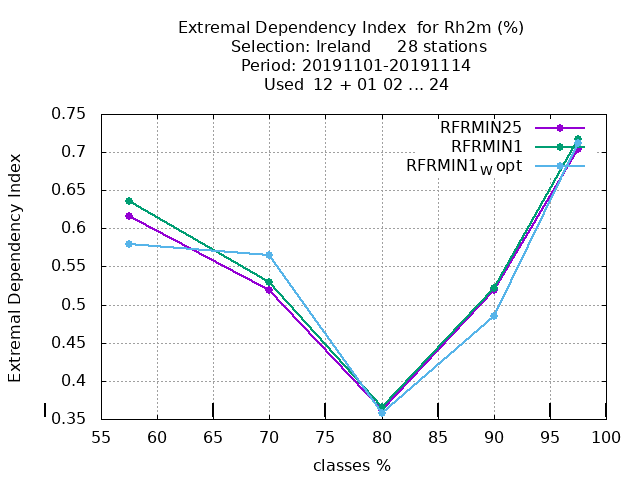 Extremal Dependency Index  for Rh2m (%)
Selection: Ireland     28 stations
Period: 20191101-20191114
Used  12 + 01 02 ... 24
Extremal Dependency Index
0.75
0.7
0.65
0.6
0.55
0.5
0.45
0.4
0.35
RFRMIN25
RFRMIN1
RFRMIN1W opt
55 60 65 70 75 80 85 90 95 100
classes %